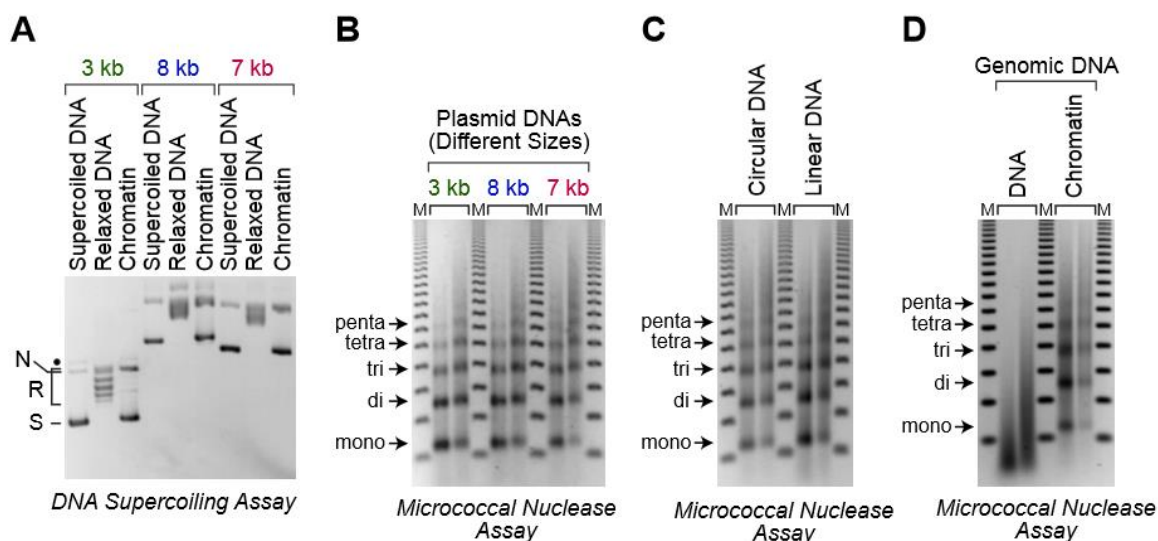 A
3 kb 8 kb 7 kb
Supercoiled DNA
Relaxed DNA
Chromatin
Supercoiled DNA
Relaxed DNA
Chromatin
Supercoiled DNA
Relaxed DNA
Chromatin
N
R
S
DNA Supercoiling Assay
B
Plasmid DNAs
(Different Sizes)
3 kb 8 kb 7 kb
M M M M
penta
tetra
tri
di
mono
Micrococcal Nuclease
Assay
C
Circular DNA
Linear DNA
M M M
penta
tetra
tri
di
mono
Micrococcal Nuclease
Assay
D
Genomic DNA
DNA
Chromatin
M M M
penta
tetra
tri
di
mono
Micrococcal Nuclease
Assay